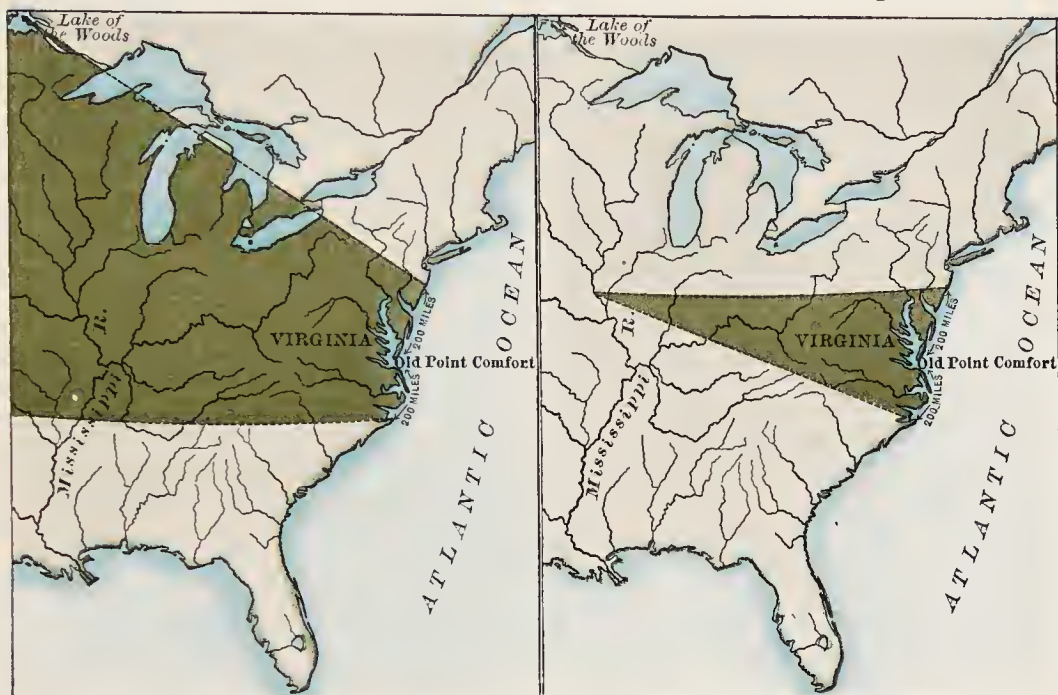 Lake of
the Woods
VIRGINIA
Mississippi R.
200 MILES
Old Point Comfort
200 MILES
ATLANTIC OCEAN
Lake of
the Woods
VIRGINIA
Mississippi R.
200 MILES
Old Point Comfort
200 MILES
ATLANTIC OCEAN